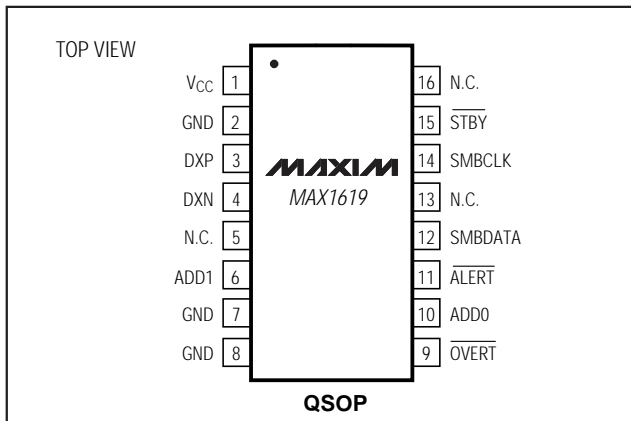 TOP VIEW
VCC 1
GND 2
DXP 3
DXN 4
N.C. 5
ADD1 6
GND 7
GND 8
MAXIM
MAX1619
16 N.C.
15 STBY
14 SMBCLK
13 N.C.
12 SMBDATA
11 ALERT
10 ADD0
9 OVERT
QSOP